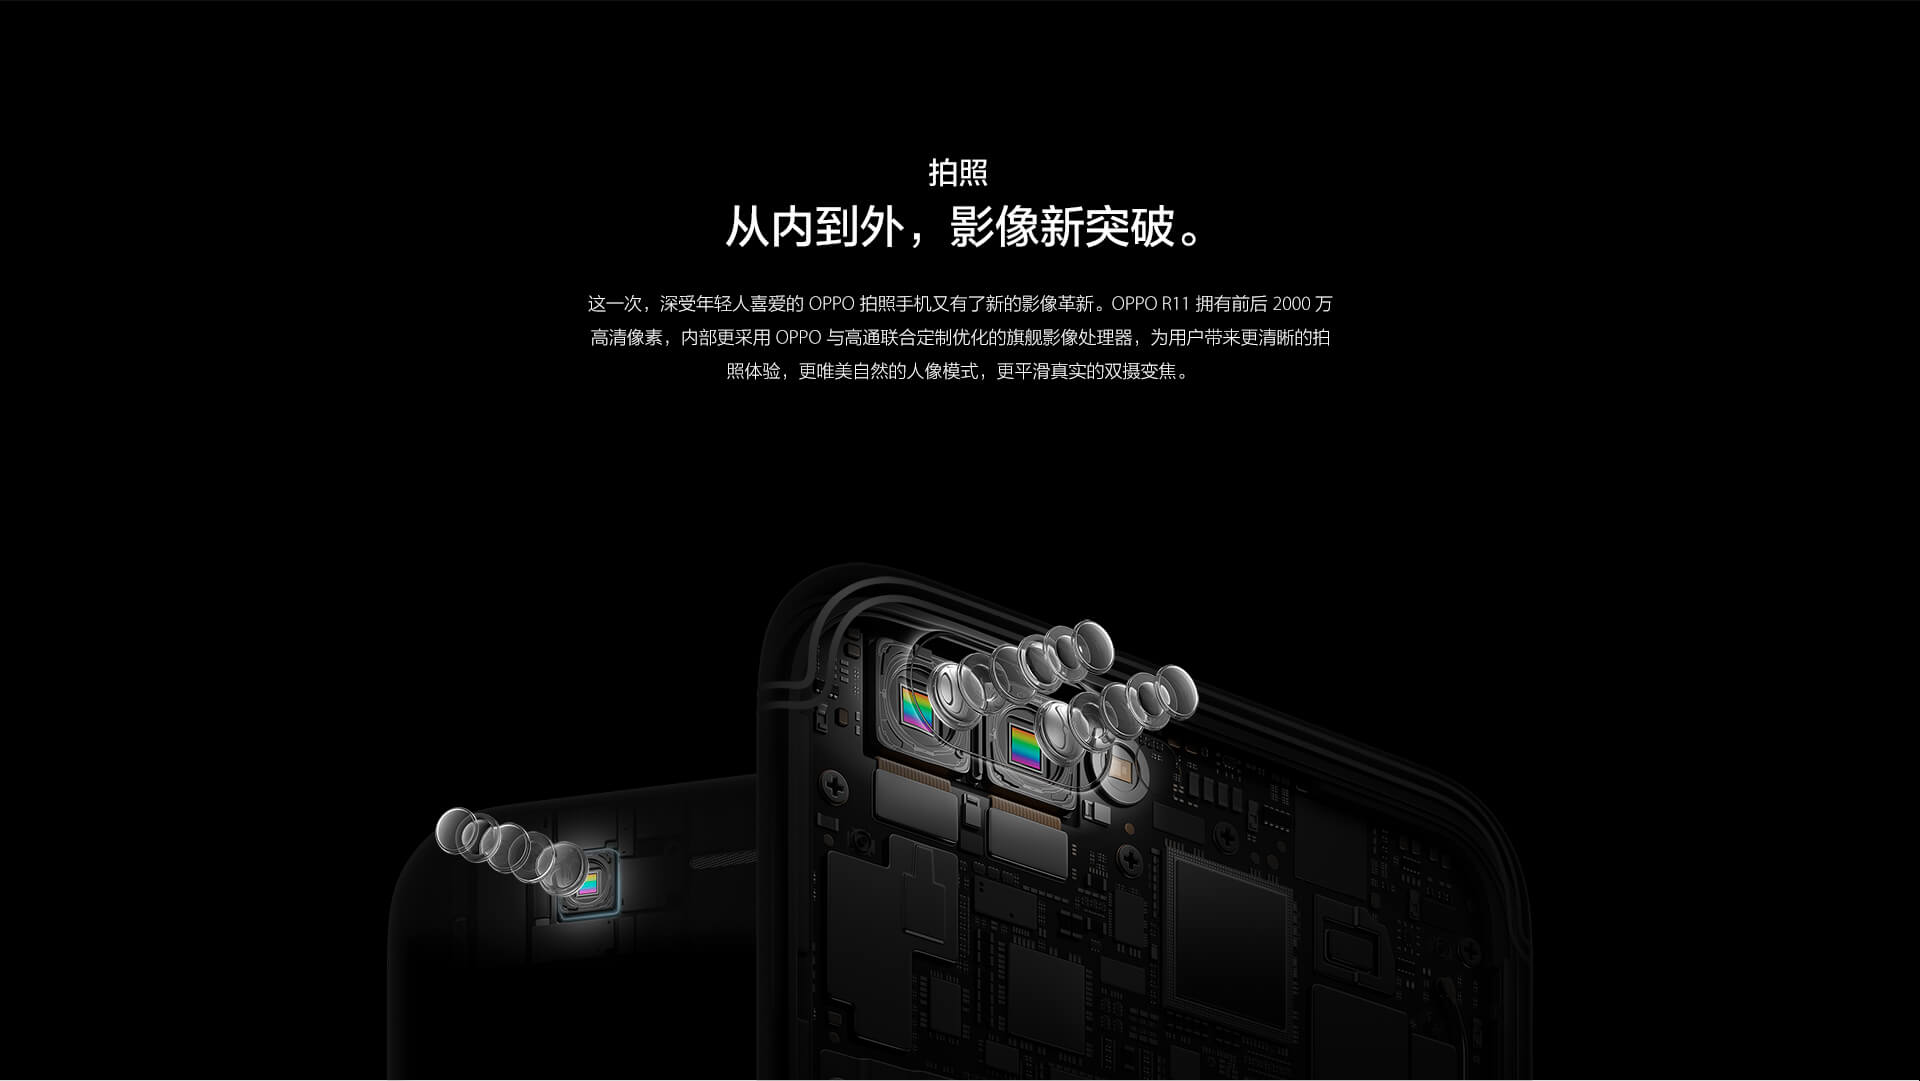 拍照
从内到外，影像新突破。
这一次，深受年轻人喜爱的 OPPO 拍照手机又有了新的影像革新。OPPO R11 拥有前后 2000 万
高清像素，内部更采用 OPPO 与高通联合定制优化的旗舰影像处理器，为用户带来更清晰的拍
照体验，更唯美自然的人像模式，更平滑真实的双摄变焦。